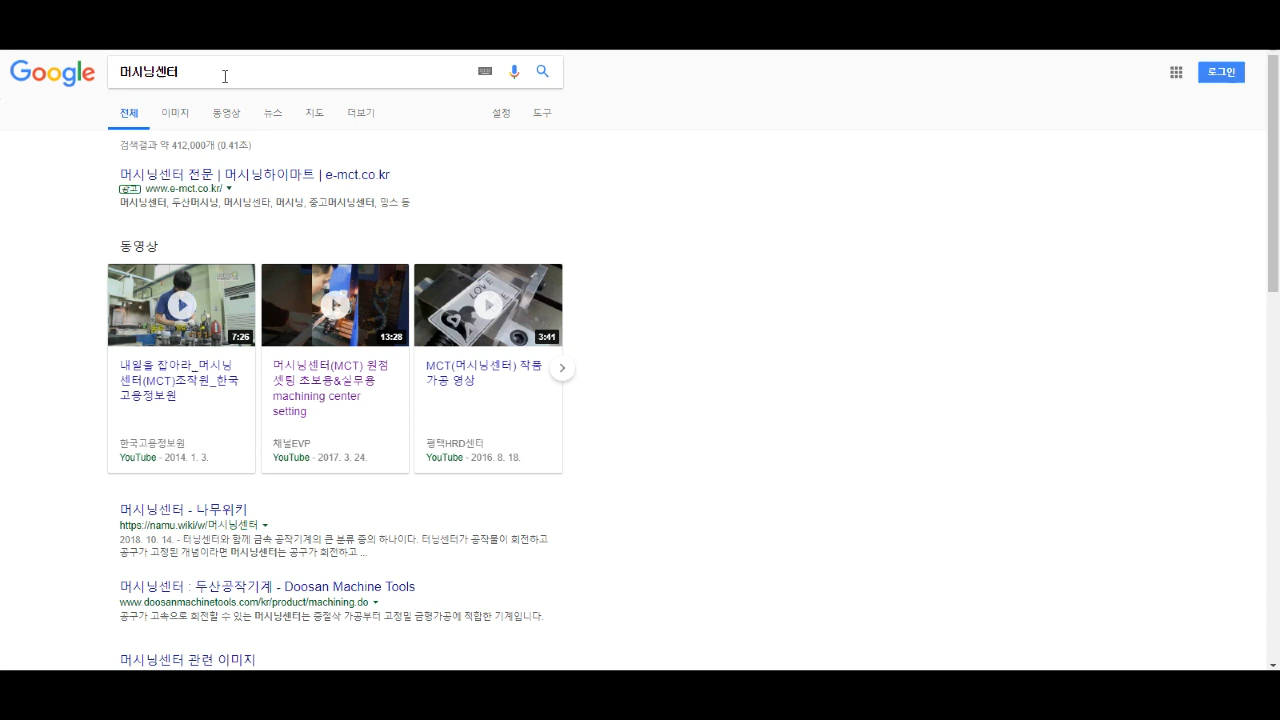 Google
머시닝센터
로그인
전체 이미지 동영상 뉴스 지도 더보기 설정 도구
검색결과 약 412,000개 (0.41초)
머시닝센터 전문 | 머시닝하이마트 | e-mct.co.kr
광고 www.e-mct.co.kr/
머시닝센터, 두산머시닝, 머시닝센타, 머시닝, 중고머시닝센터, 밍스 등
동영상
7:26
13:28
3:41
내일을 잡아라_머시닝
센터(MCT)조작원_한국
고용정보원
한국고용정보원
YouTube - 2014. 1. 3.
머시닝센터(MCT) 원점
셋팅 초보용&실무용
machining center
setting
채널EVP
YouTube - 2017. 3. 24.
MCT(머시닝센터) 작품
가공 영상
평택HRD센터
YouTube - 2016. 8. 18.
머시닝센터 - 나무위키
https://namu.wiki/w/머시닝센터
2018. 10. 14. - 터닝센터와 함께 금속 공작기계의 큰 분류 중의 하나이다. 터닝센터가 공작물이 회전하고
공구가 고정된 개념이라면 머시닝센터는 공구가 회전하고 ...
머시닝센터 : 두산공작기계 - Doosan Machine Tools
www.doosanmachinetools.com/kr/product/machining.do
공구가 고속으로 회전할 수 있는 머시닝센터는 중절삭 가공부터 고정밀 금형가공에 적합한 기계입니다.
머시닝센터 관련 이미지